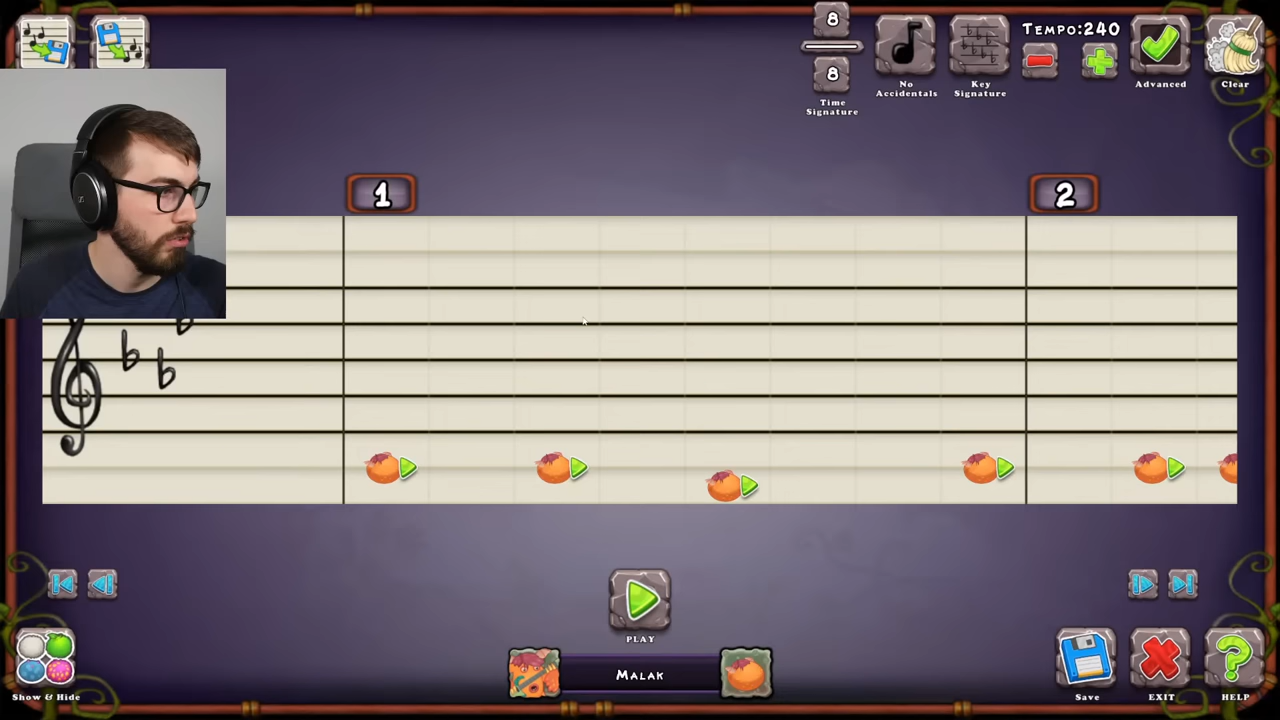 8
TEMPO:240
8
No
Accidentals
Key
Signature
Advanced
Clear
Time
Signature
1
2
PLAY
MALAK
Show & Hide
Save
EXIT
HELP